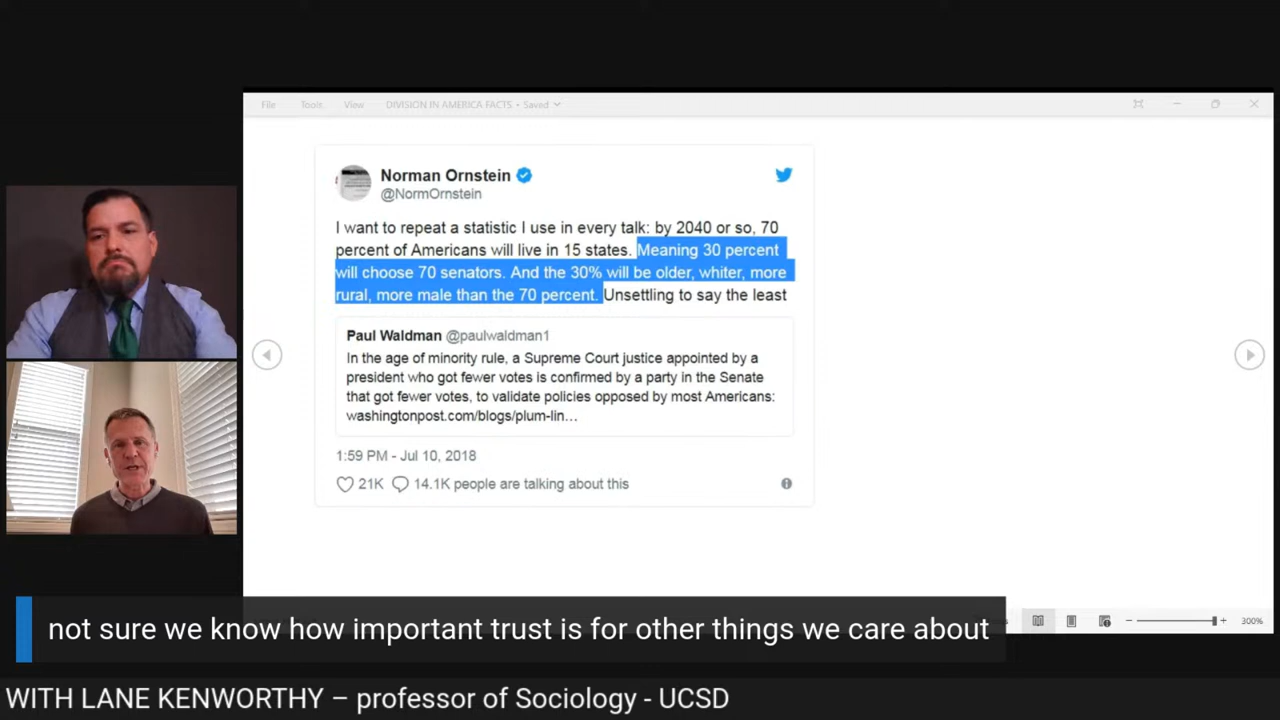 File Tools View DIVISION IN AMERICA FACTS • Saved
Norman Ornstein
@NormOrnstein
I want to repeat a statistic I use in every talk: by 2040 or so, 70
percent of Americans will live in 15 states. Meaning 30 percent
will choose 70 senators. And the 30% will be older, whiter, more
rural, more male than the 70 percent. Unsettling to say the least
Paul Waldman @paulwaldman1
In the age of minority rule, a Supreme Court justice appointed by a
president who got fewer votes is confirmed by a party in the Senate
that got fewer votes, to validate policies opposed by most Americans:
washingtonpost.com/blogs/plum-lin…
1:59 PM - Jul 10, 2018
21K 14.1K people are talking about this
not sure we know how important trust is for other things we care about
300%
WITH LANE KENWORTHY – professor of Sociology - UCSD